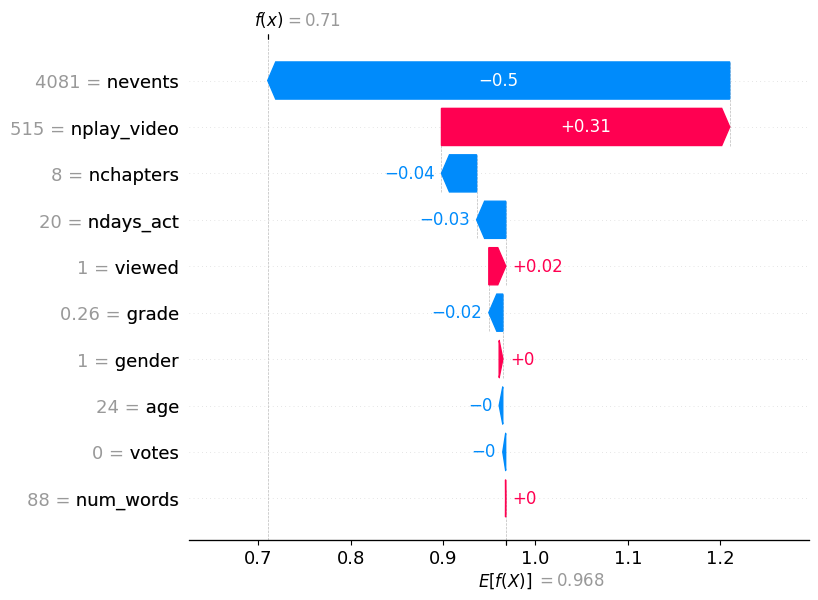 f(x) = 0.71
4081 = nevents −0.5
515 = nplay_video +0.31
8 = nchapters −0.04
20 = ndays_act −0.03
1 = viewed +0.02
0.26 = grade −0.02
1 = gender +0
24 = age −0
0 = votes −0
88 = num_words +0
0.7 0.8 0.9 1.0 1.1 1.2
E[f(X)] = 0.968